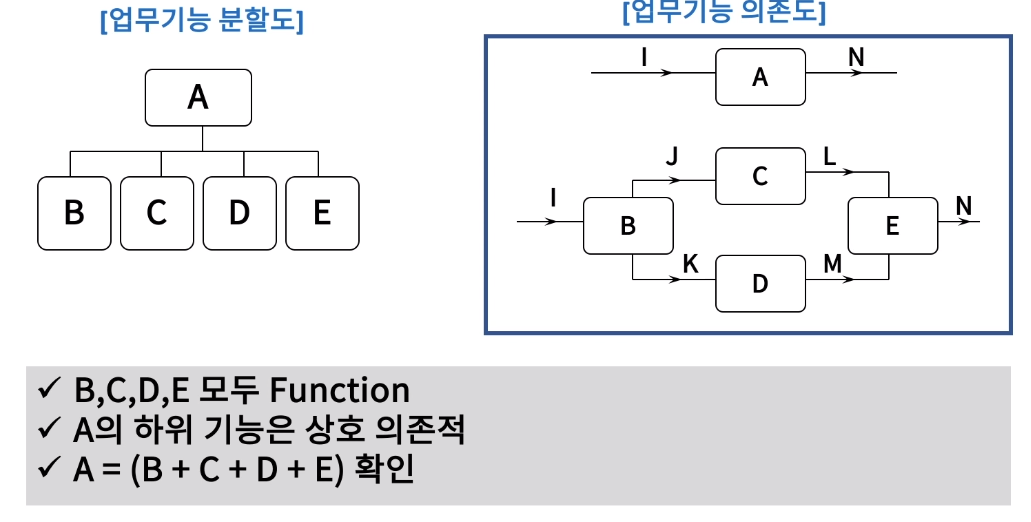 [업무기능 분할도]
[업무기능 의존도]
A
B C D E
I A N
J C L
I B E N
K D M
✓ B,C,D,E 모두 Function
✓ A의 하위 기능은 상호 의존적
✓ A = (B + C + D + E) 확인